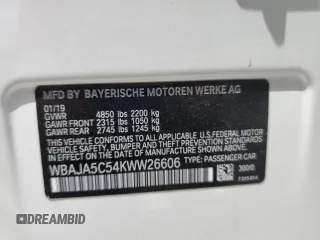 MFD BY BAYERISCHE MOTOREN WERKE AG
01/19
GVWR 4850 lbs 2200 kg
GAWR FRONT 2315 lbs 1050 kg
GAWR REAR 2745 lbs 1245 kg
THIS VEHICLE CONFORMS TO ALL APPLICABLE
U.S. FEDERAL MOTOR VEHICLE SAFETY, BUMPER,
AND THEFT PREVENTION STANDARDS IN EFFECT
ON THE DATE OF MANUFACTURE SHOWN ABOVE.
WBAJA5C54KWW26606 TYPE: PASSENGER CAR
300/0
DREAMBID